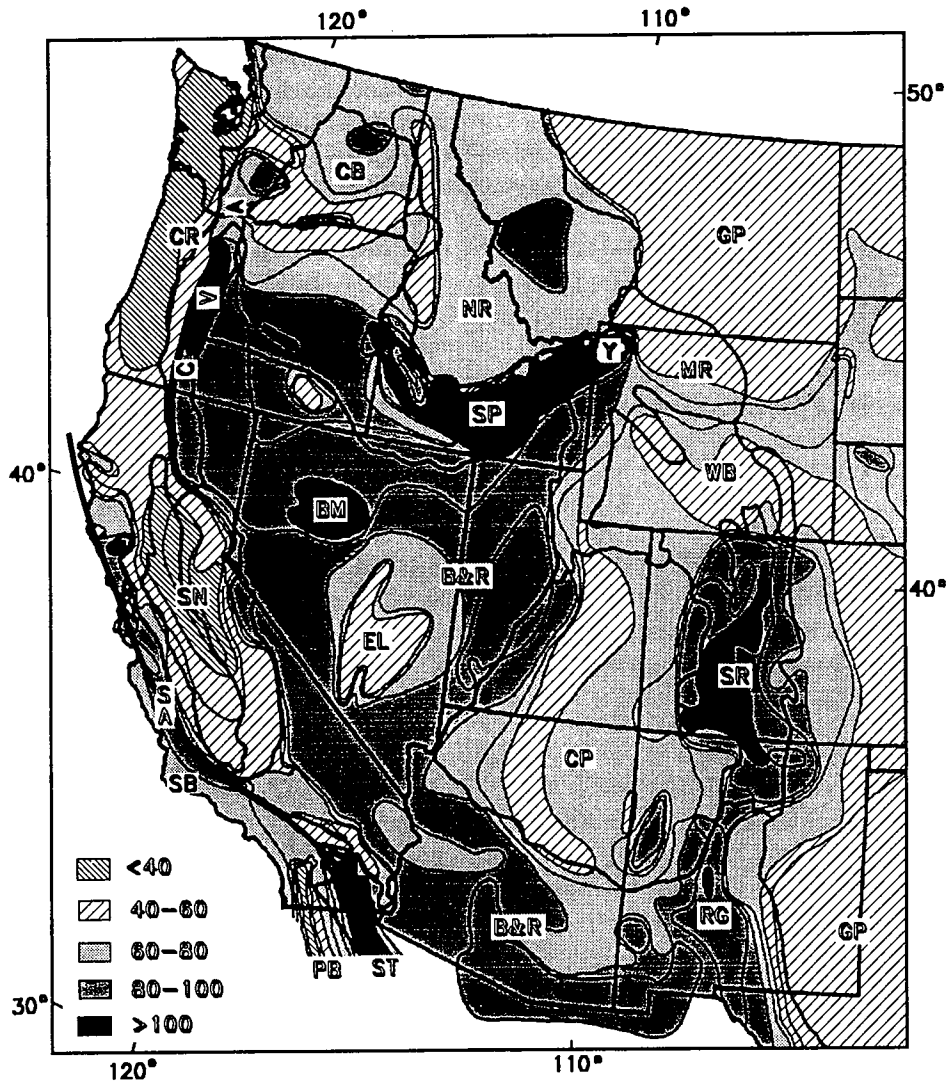 120° 110°
50°
CB
A
CR
GP
V
NR
Y
MR
C
SP
40°
WB
BM
B&R
40°
SN
EL
SR
S
A
CP
SB
<40
40-60
B&R
RG
GP
60-80
PB ST
80-100
30°
>100
120° 110°